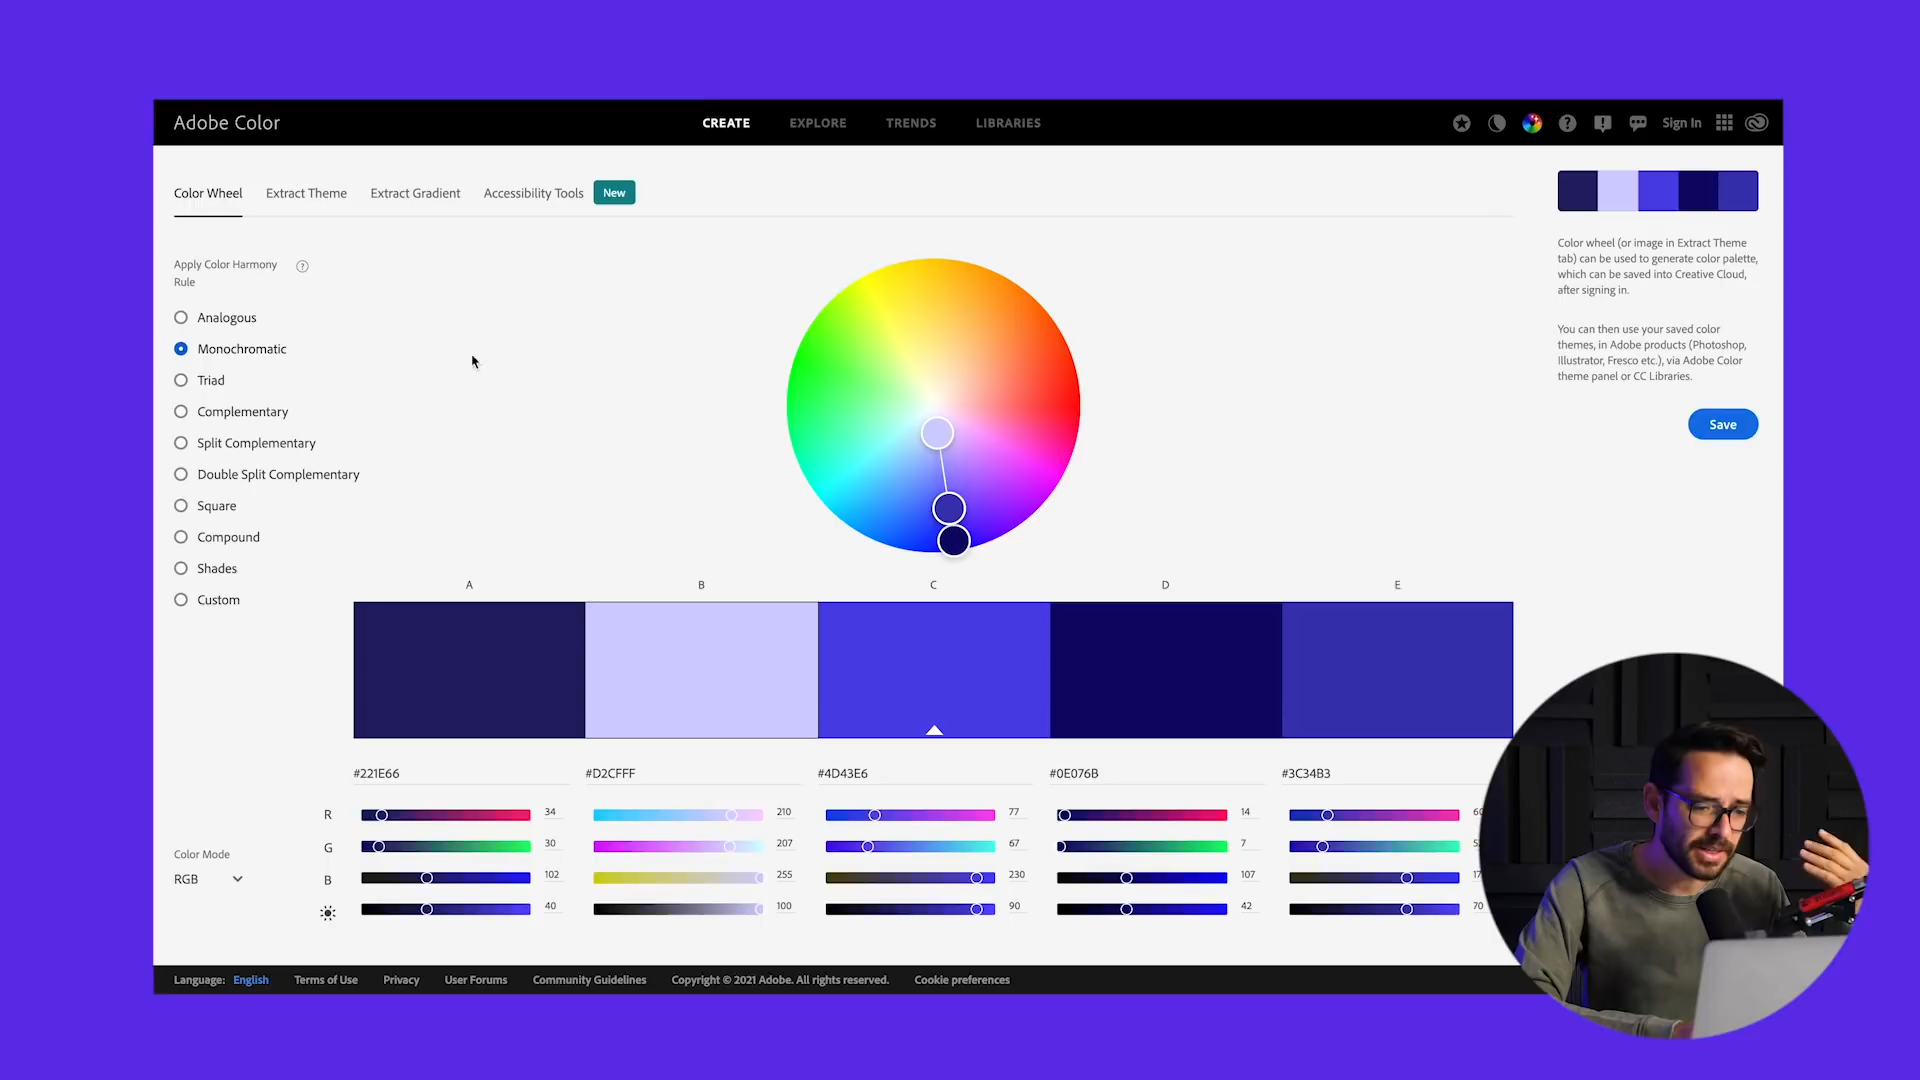 Adobe Color
CREATE
EXPLORE
TRENDS
LIBRARIES
Sign In
Color Wheel
Extract Theme
Extract Gradient
Accessibility Tools
New
Color wheel (or image in Extract Theme
tab) can be used to generate color palette,
which can be saved into Creative Cloud,
after signing in.
You can then use your saved color
themes, in Adobe products (Photoshop,
Illustrator, Fresco etc.), via Adobe Color
theme panel or CC Libraries.
Save
Apply Color Harmony
Rule
Analogous
Monochromatic
Triad
Complementary
Split Complementary
Double Split Complementary
Square
Compound
Shades
Custom
A
B
C
D
E
#221E66
#D2CFFF
#4D43E6
#0E076B
#3C34B3
R
34
210
77
14
G
30
207
67
7
B
102
255
230
107
40
100
90
42
70
Color Mode
RGB
Language: English
Terms of Use
Privacy
User Forums
Community Guidelines
Copyright © 2021 Adobe. All rights reserved.
Cookie preferences